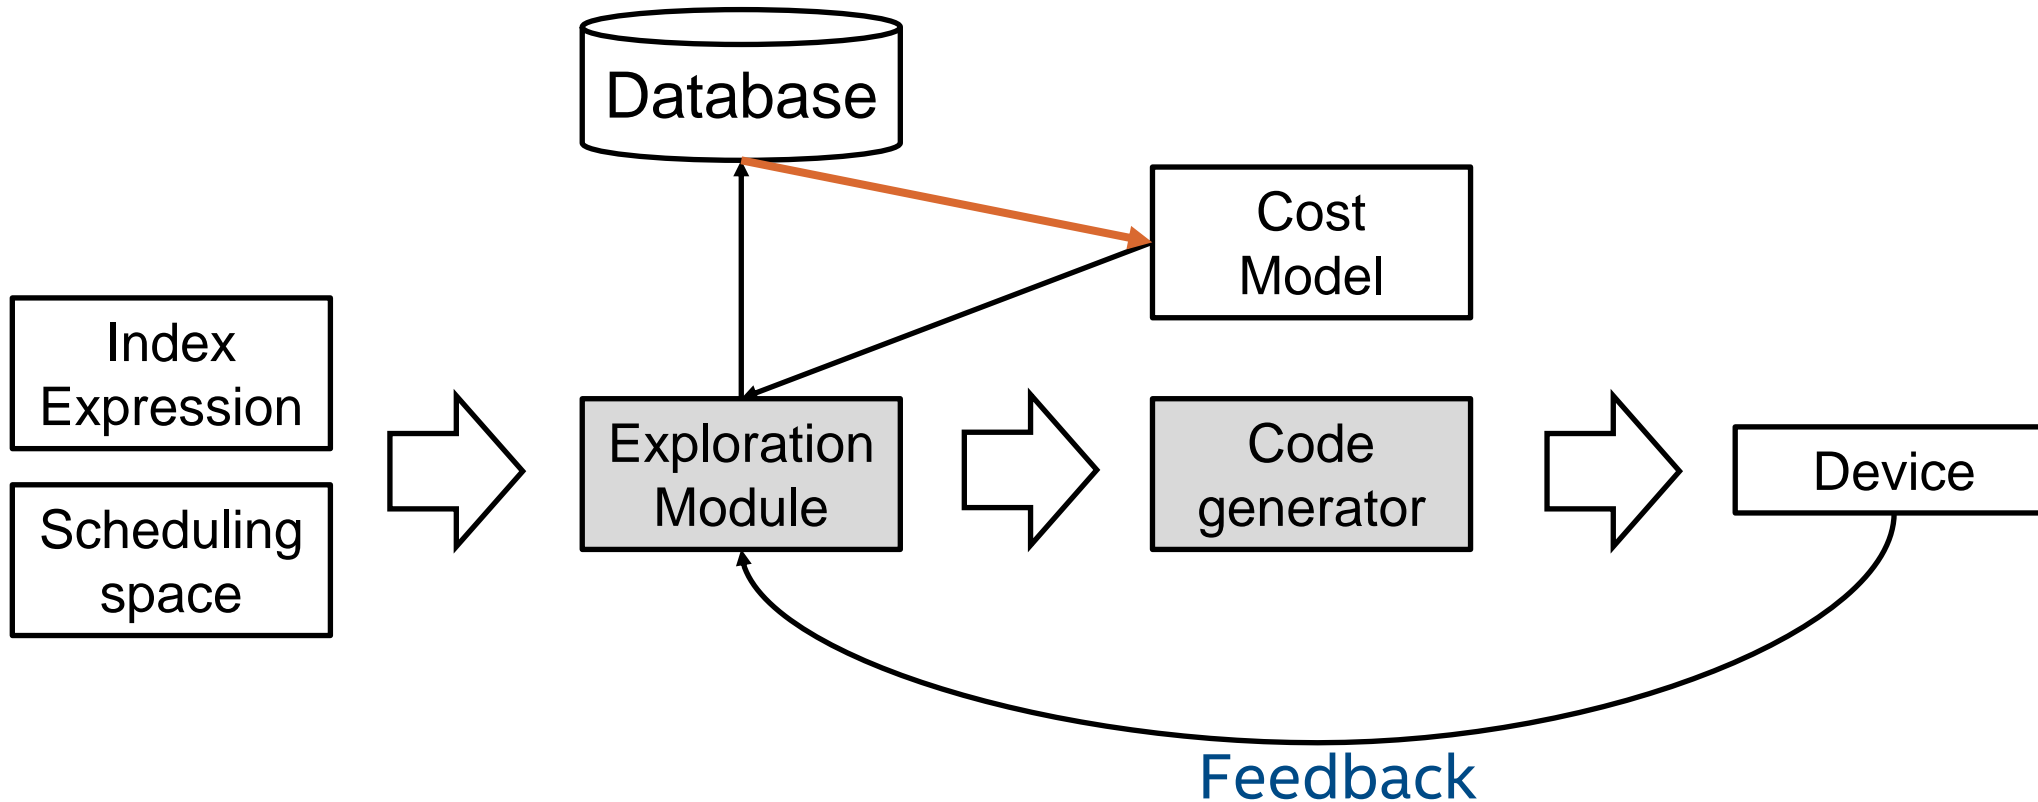 Database
Cost
Model
Index
Expression
Scheduling
space
Exploration
Module
Code
generator
Device
Feedback